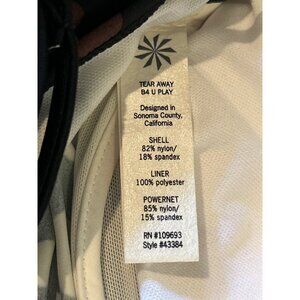 TEAR AWAY
B4 U PLAY
Designed in
Sonoma County,
California
SHELL
82% nylon/
18% spandex
LINER
100% polyester
POWERNET
85% nylon/
15% spandex
RN #109693
Style #43384